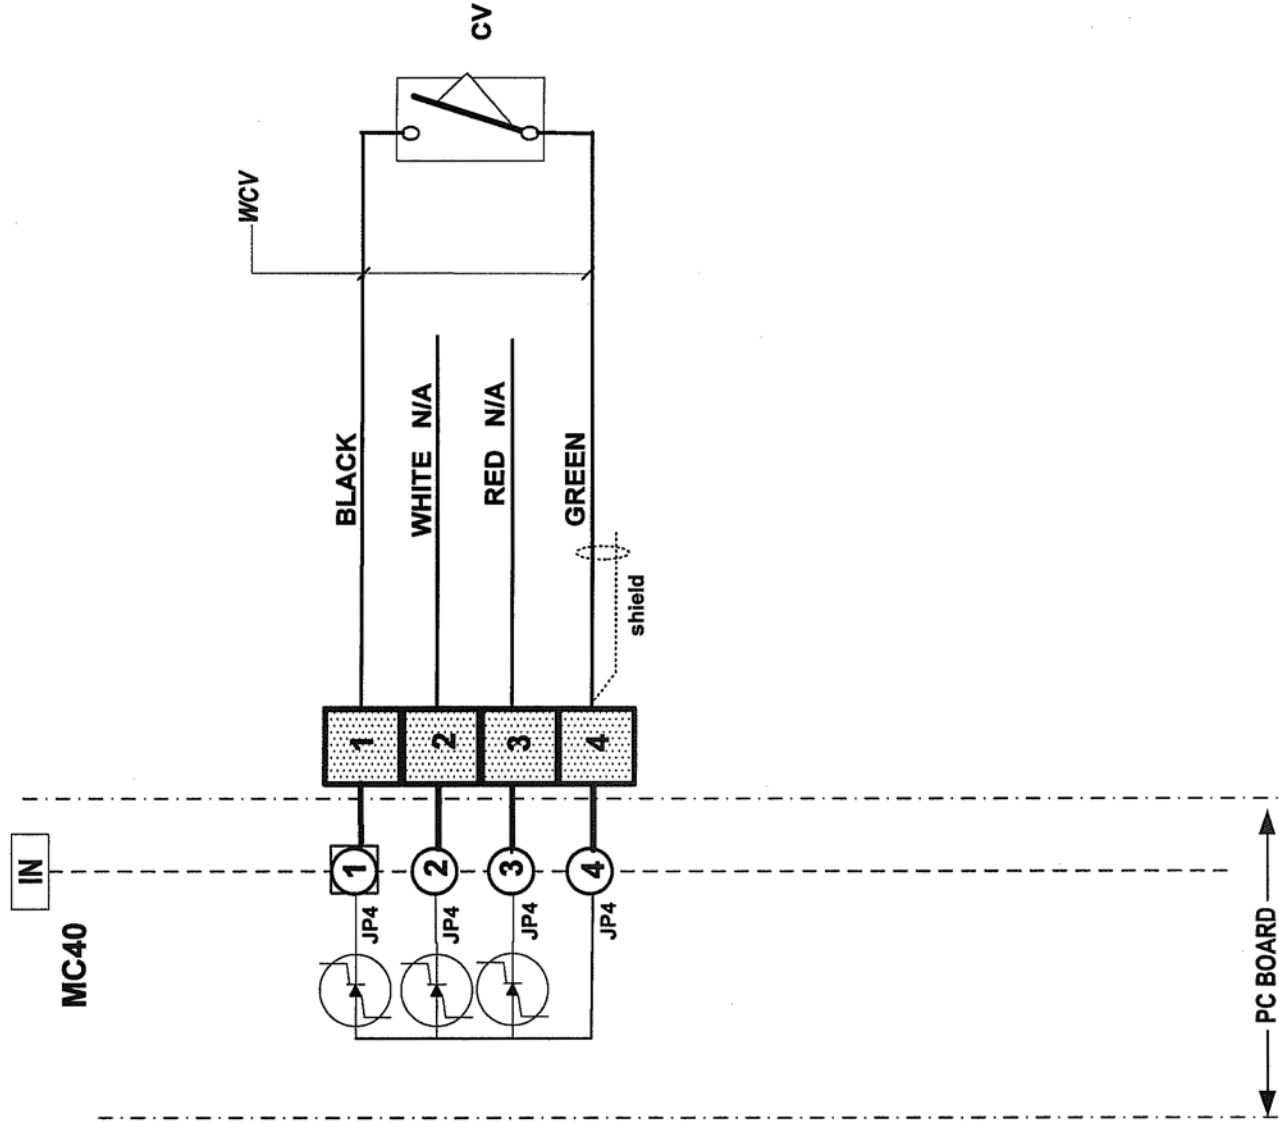 MC40
IN
JP4
JP4
JP4
JP4
1
2
3
4
1
2
3
4
BLACK
WHITE N/A
RED N/A
GREEN
shield
WCV
CV
PC BOARD